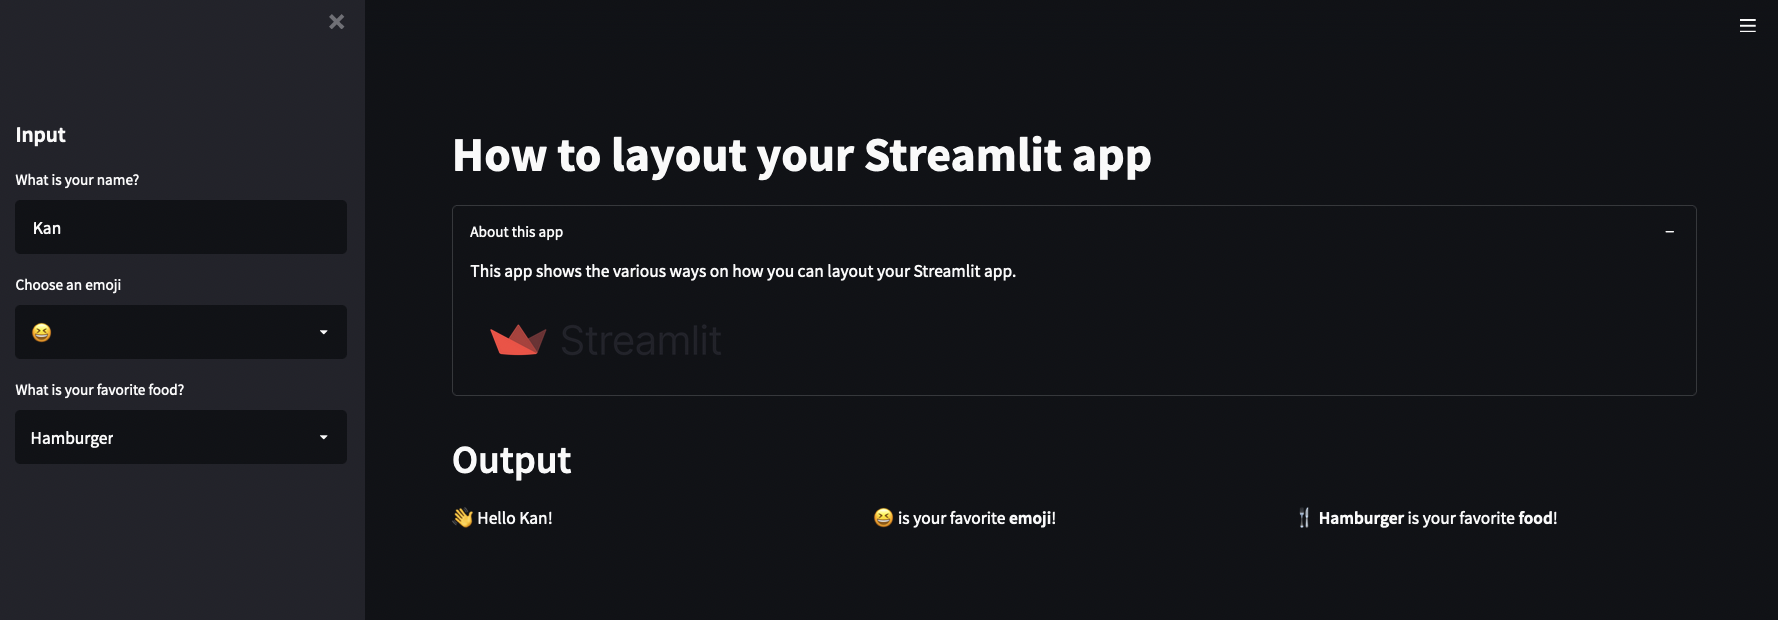 Input
What is your name?
Kan
Choose an emoji
😆
What is your favorite food?
Hamburger
How to layout your Streamlit app
About this app
This app shows the various ways on how you can layout your Streamlit app.
Streamlit
Output
👋 Hello Kan!
😆 is your favorite emoji!
🍴 Hamburger is your favorite food!